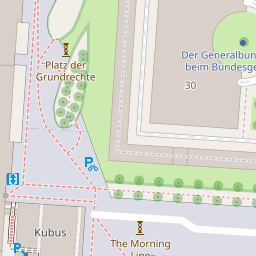 Der Generalbun
beim Bundesge
Platz der
Grundrechte
30
P
Kubus
The Morning
Line
P